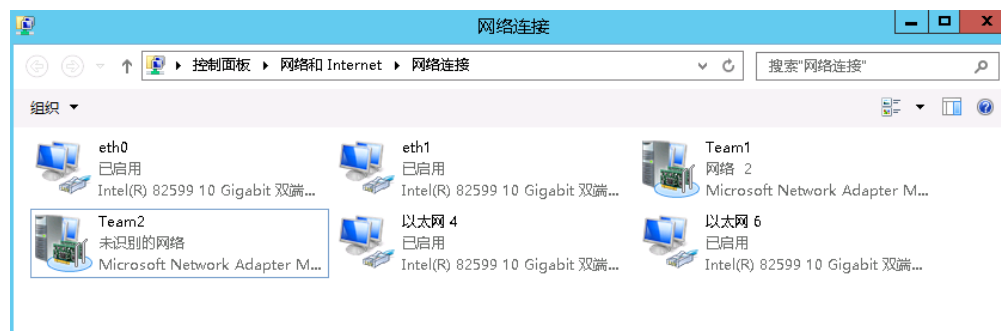 网络连接
控制面板 网络和 Internet 网络连接
搜索"网络连接"
组织
eth0
已启用
Intel(R) 82599 10 Gigabit 双端...
eth1
已启用
Intel(R) 82599 10 Gigabit 双端...
Team1
网络 2
Microsoft Network Adapter M...
Team2
未识别的网络
Microsoft Network Adapter M...
以太网 4
已启用
Intel(R) 82599 10 Gigabit 双端...
以太网 6
已启用
Intel(R) 82599 10 Gigabit 双端...